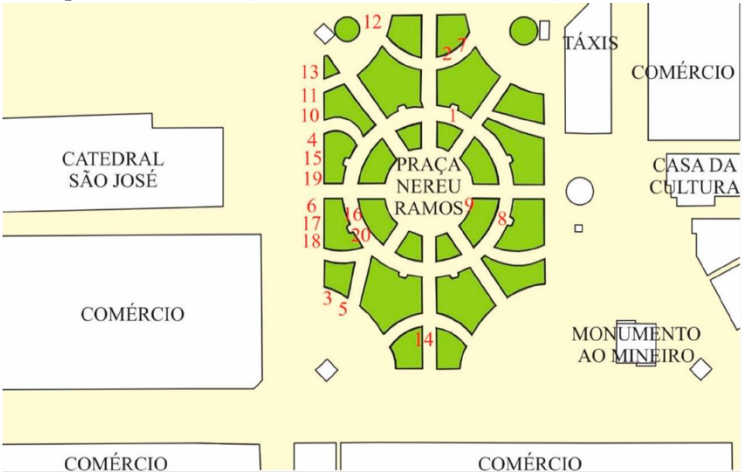 12
7
2
TÁXIS
COMÉRCIO
13
11
10
1
4
15
19
CATEDRAL
SÃO JOSÉ
PRAÇA
NEREU
RAMOS
CASA DA
CULTURA
6
17
18
16
20
9
8
3
5
COMÉRCIO
14
MONUMENTO
AO MINEIRO
COMÉRCIO
COMÉRCIO